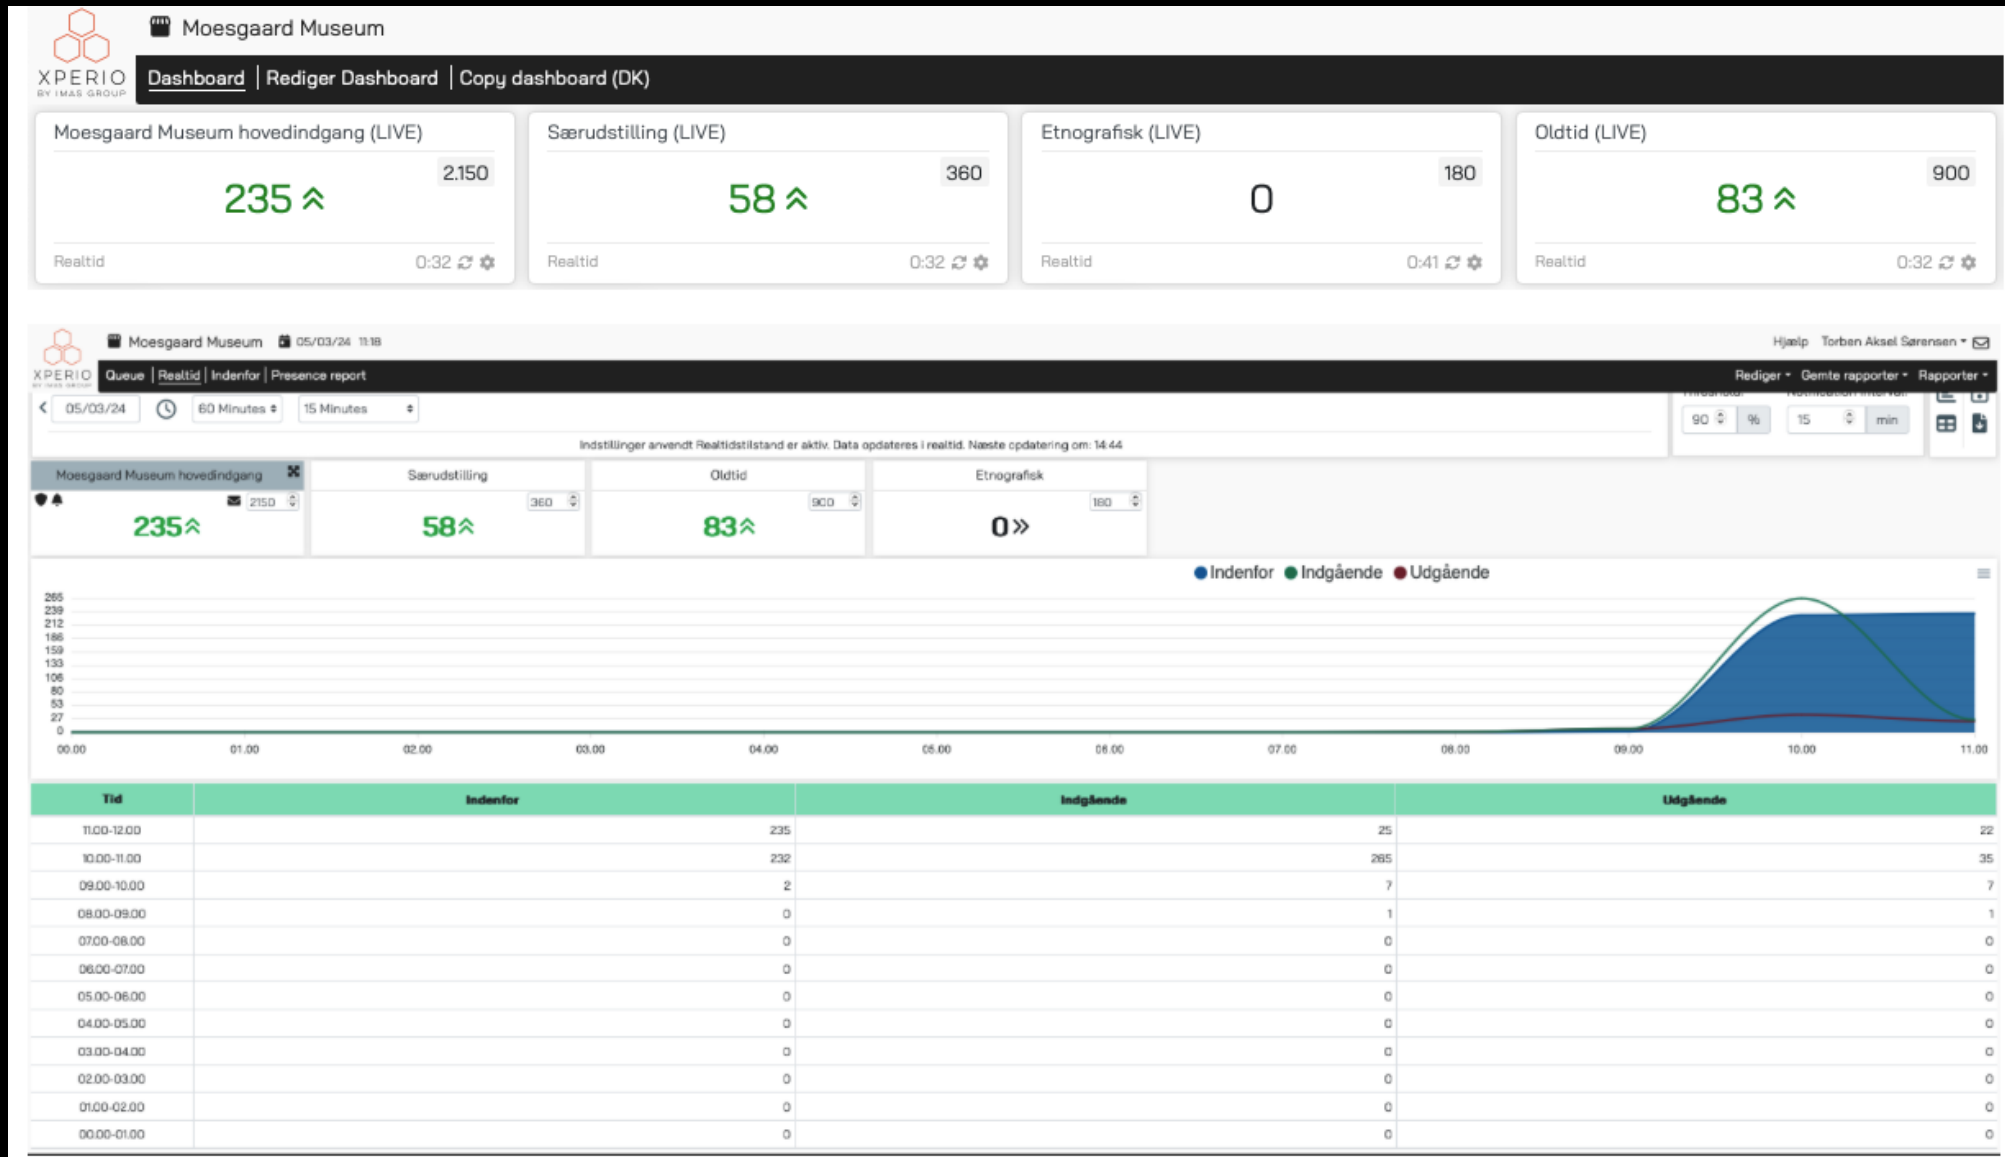 Moesgaard Museum
XPERIO
BY IMAS GROUP
Dashboard | Rediger Dashboard | Copy dashboard (DK)
Moesgaard Museum hovedindgang (LIVE)
2.150
235
Realtid 0:32
Særudstilling (LIVE)
360
58
Realtid 0:32
Etnografisk (LIVE)
180
0
Realtid 0:41
Oldtid (LIVE)
900
83
Realtid 0:32
Moesgaard Museum 05/03/24 11:18
Hjælp Torben Aksel Sørensen
XPERIO
BY IMAS GROUP
Queue | Realtid | Indenfor | Presence report
Rediger Gemte rapporter Rapporter
05/03/24 60 Minutes 15 Minutes
Threshold: Notification interval:
90 % 15 min
Indstillinger anvendt Realtidstilstand er aktiv. Data opdateres i realtid. Næste opdatering om: 14:44
Moesgaard Museum hovedindgang
2150
235
Særudstilling
360
58
Oldtid
900
83
Etnografisk
180
0
Indenfor Indgående Udgående
265
239
212
186
159
133
106
80
53
27
0
00.00 01.00 02.00 03.00 04.00 05.00 06.00 07.00 08.00 09.00 10.00 11.00
Tid Indenfor Indgående Udgående
11.00-12.00 235 25 22
10.00-11.00 232 265 35
09.00-10.00 2 7 7
08.00-09.00 0 1 1
07.00-08.00 0 0 0
06.00-07.00 0 0 0
05.00-06.00 0 0 0
04.00-05.00 0 0 0
03.00-04.00 0 0 0
02.00-03.00 0 0 0
01.00-02.00 0 0 0
00.00-01.00 0 0 0